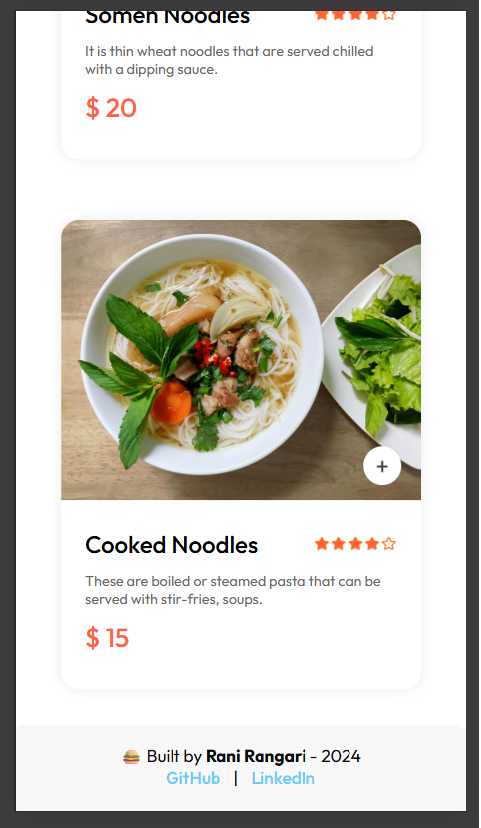 Somen Noodles
It is thin wheat noodles that are served chilled
with a dipping sauce.
$ 20
+
Cooked Noodles
These are boiled or steamed pasta that can be
served with stir-fries, soups.
$ 15
🍔 Built by Rani Rangari - 2024
GitHub | LinkedIn